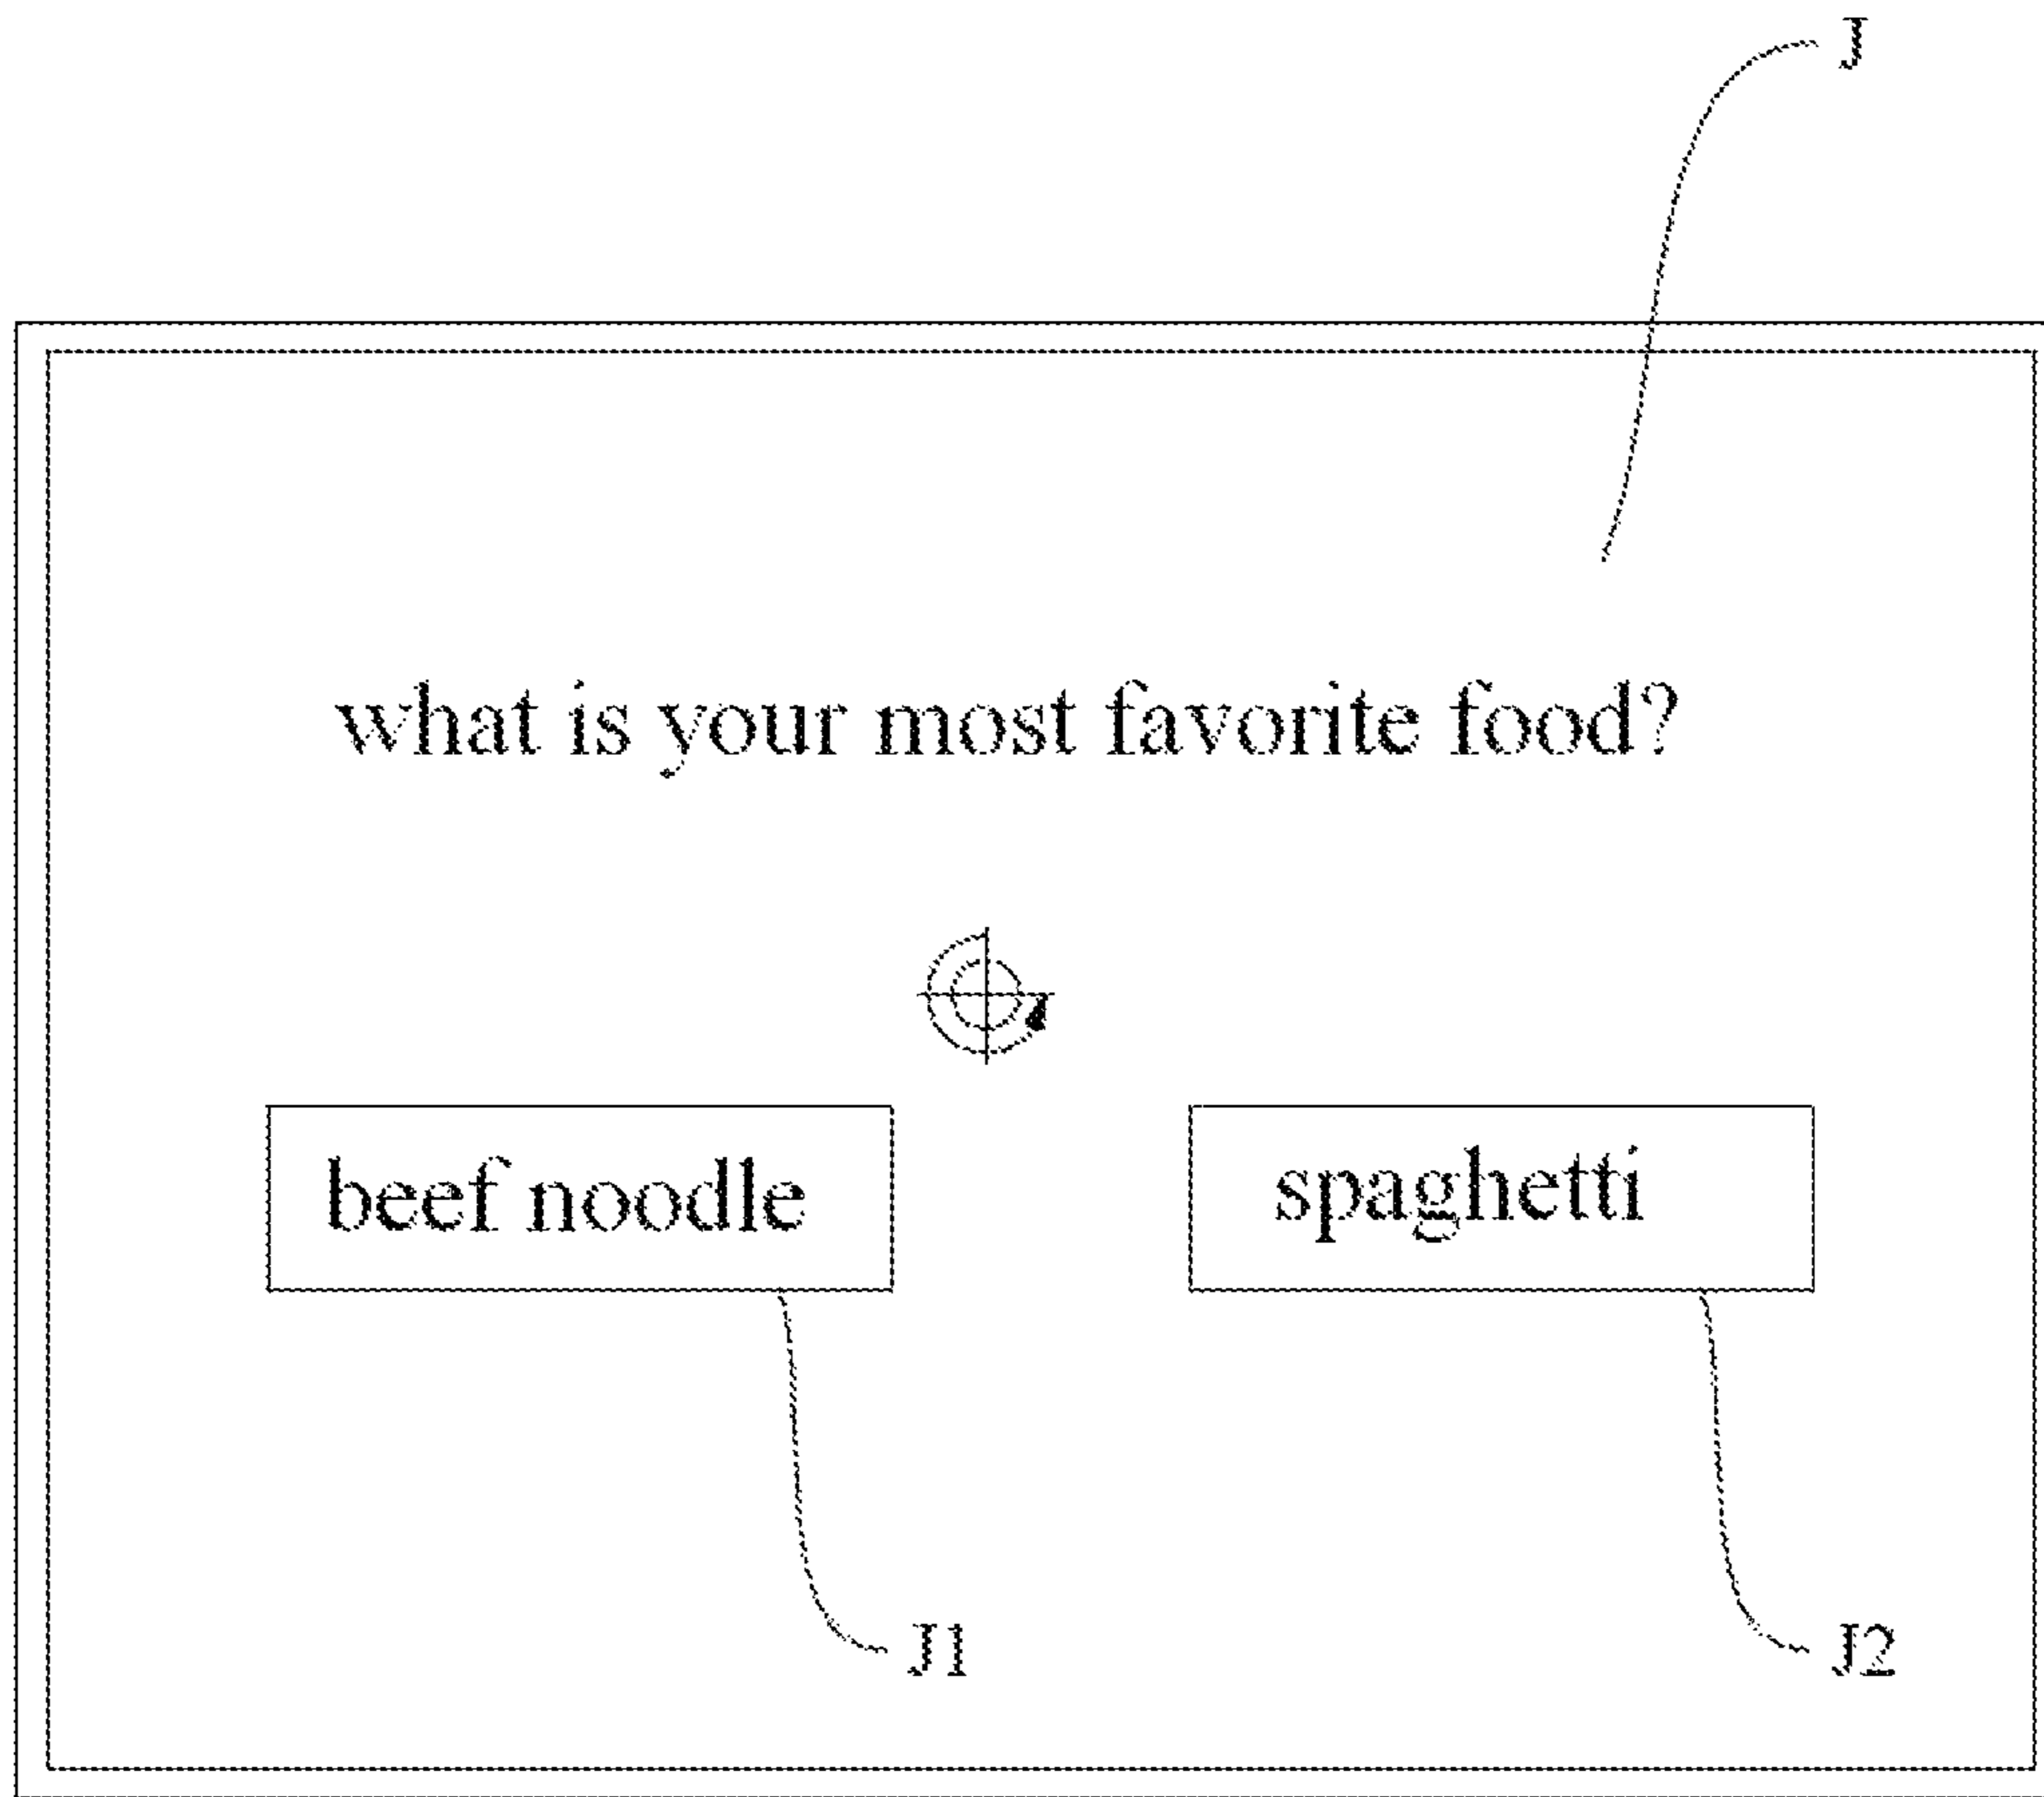 J
what is your most favorite food?
beef noodle
spaghetti
J1
J2